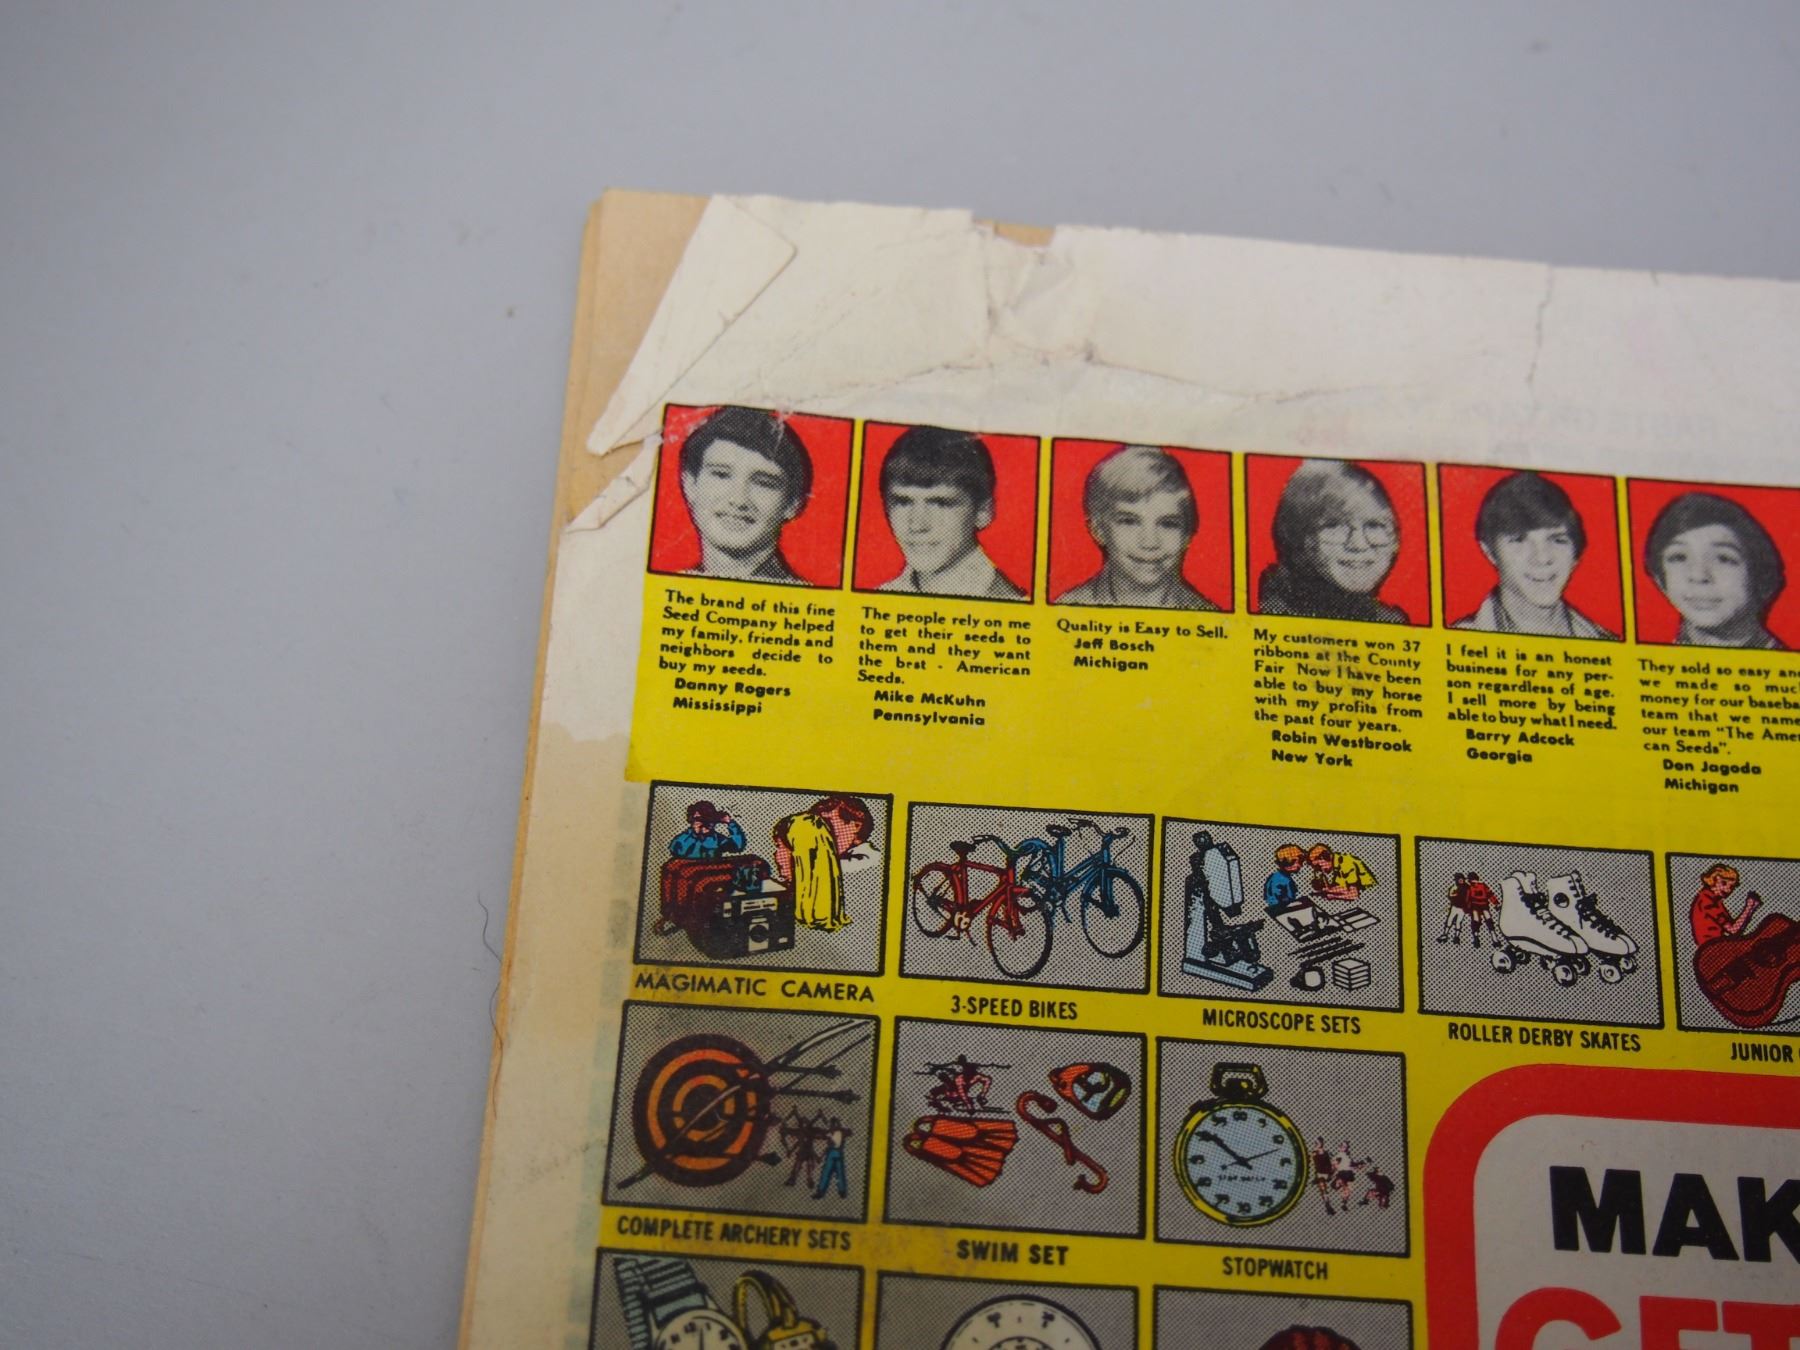 The brand of this fine
Seed Company helped
my family, friends and
neighbors decide to
buy my seeds.
Danny Rogers
Mississippi
The people rely on me
to get their seeds to
them and they want
the best - American
Seeds.
Mike McKuhn
Pennsylvania
Quality is Easy to Sell.
Jeff Bosch
Michigan
My customers won 37
ribbons at the County
Fair Now I have been
able to buy my horse
with my profits from
the past four years.
Robin Westbrook
New York
I feel it is an honest
business for any per-
son regardless of age.
I sell more by being
able to buy what I need.
Barry Adcock
Georgia
They sold so easy and
we made so muc
money for our baseba
team that we name
our team "The Amer
can Seeds".
Don Jagoda
Michigan
MAGIMATIC CAMERA
3-SPEED BIKES
MICROSCOPE SETS
ROLLER DERBY SKATES
JUNIOR
COMPLETE ARCHERY SETS
SWIM SET
STOPWATCH
MAK
GET